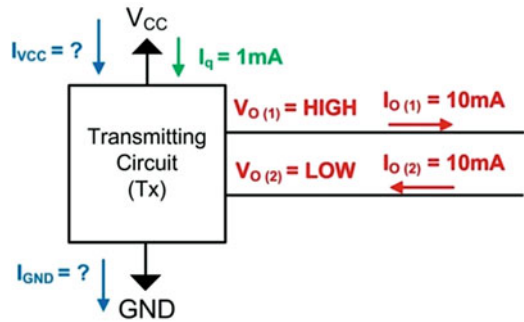 V_CC
I_VCC = ?
I_q = 1mA
V_O (1) = HIGH   I_O (1) = 10mA
Transmitting
Circuit
(Tx)
V_O (2) = LOW   I_O (2) = 10mA
I_GND = ?
GND